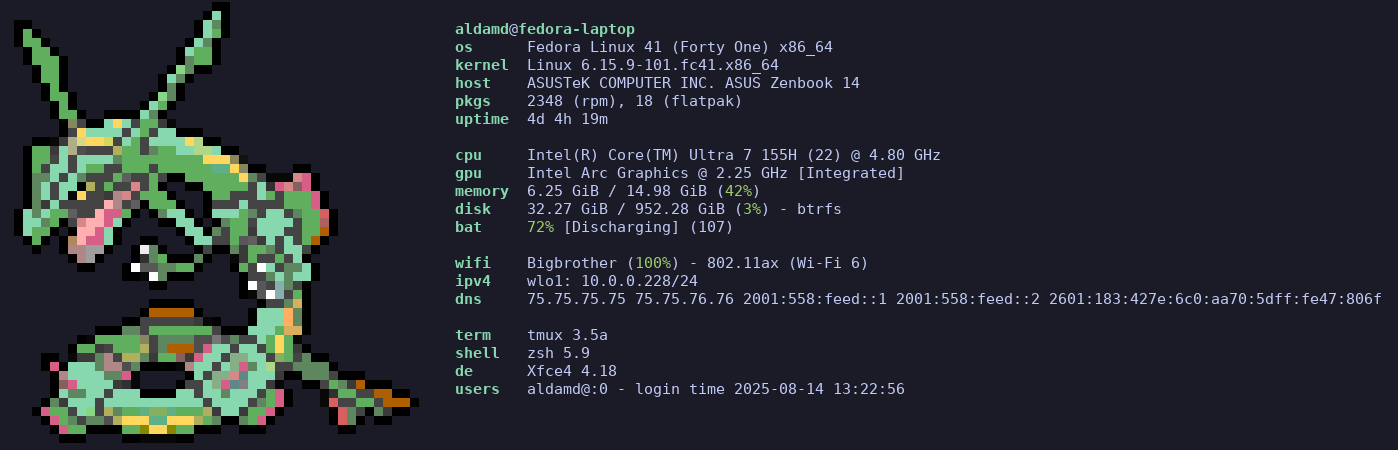 aldamd@fedora-laptop
os Fedora Linux 41 (Forty One) x86_64
kernel Linux 6.15.9-101.fc41.x86_64
host ASUSTeK COMPUTER INC. ASUS Zenbook 14
pkgs 2348 (rpm), 18 (flatpak)
uptime 4d 4h 19m
cpu Intel(R) Core(TM) Ultra 7 155H (22) @ 4.80 GHz
gpu Intel Arc Graphics @ 2.25 GHz [Integrated]
memory 6.25 GiB / 14.98 GiB (42%)
disk 32.27 GiB / 952.28 GiB (3%) - btrfs
bat 72% [Discharging] (107)
wifi Bigbrother (100%) - 802.11ax (Wi-Fi 6)
ipv4 wlo1: 10.0.0.228/24
dns 75.75.75.75 75.75.76.76 2001:558:feed::1 2001:558:feed::2 2601:183:427e:6c0:aa70:5dff:fe47:806f
term tmux 3.5a
shell zsh 5.9
de Xfce4 4.18
users aldamd@:0 - login time 2025-08-14 13:22:56